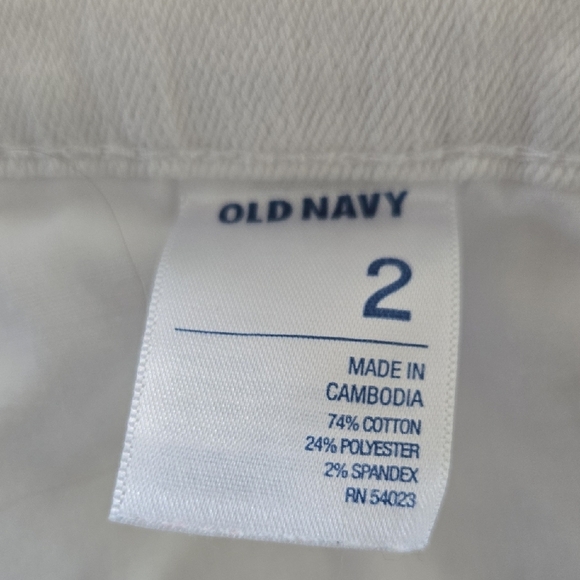 OLD NAVY
2
MADE IN
CAMBODIA
74% COTTON
24% POLYESTER
2% SPANDEX
RN 54023